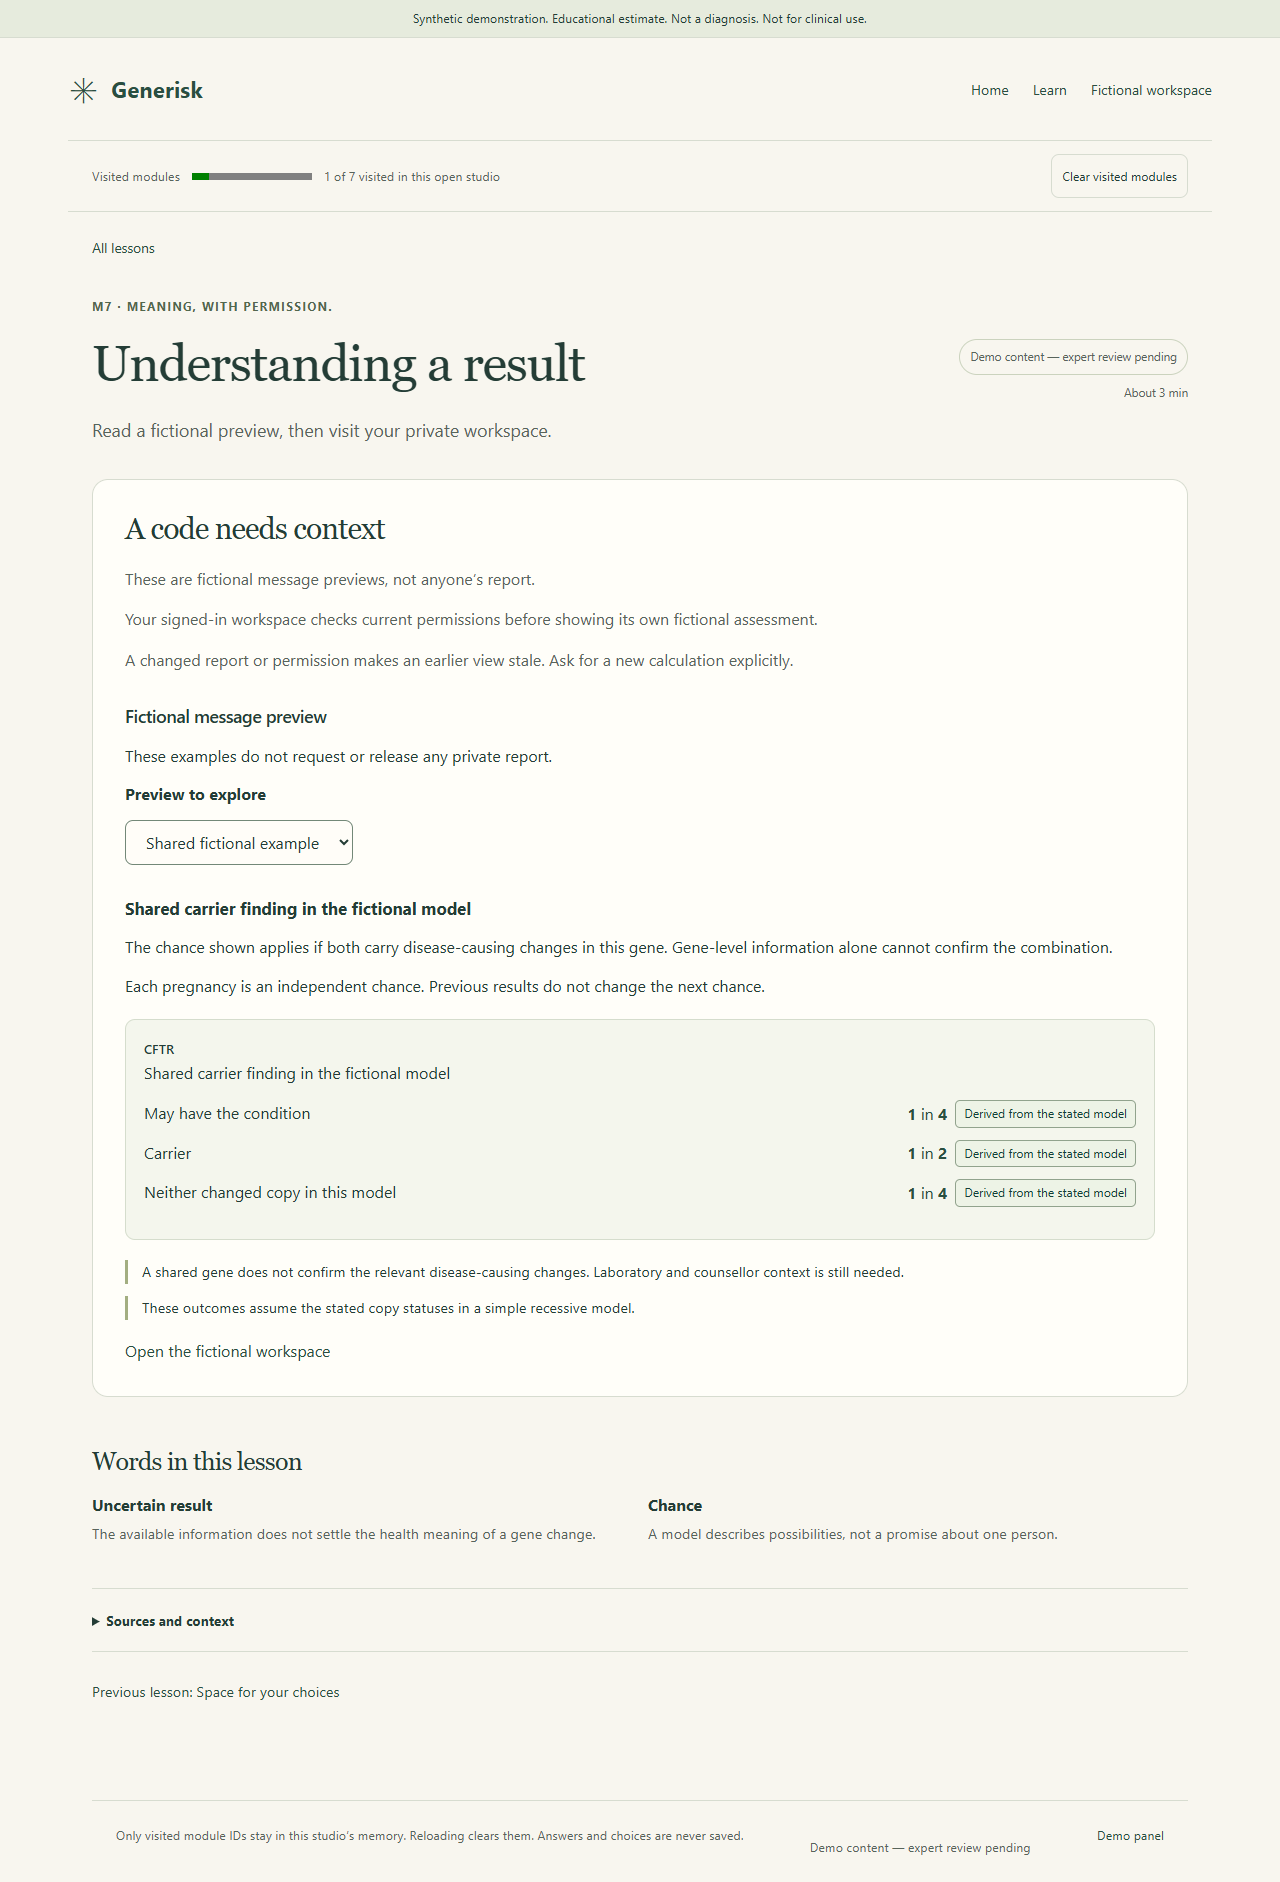 Synthetic demonstration. Educational estimate. Not a diagnosis. Not for clinical use.
Generisk
Home Learn Fictional workspace
Visited modules 1 of 7 visited in this open studio Clear visited modules
All lessons
M7 · MEANING, WITH PERMISSION.
Understanding a result
Demo content — expert review pending
About 3 min
Read a fictional preview, then visit your private workspace.
A code needs context
These are fictional message previews, not anyone's report.
Your signed-in workspace checks current permissions before showing its own fictional assessment.
A changed report or permission makes an earlier view stale. Ask for a new calculation explicitly.
Fictional message preview
These examples do not request or release any private report.
Preview to explore
Shared fictional example
Shared carrier finding in the fictional model
The chance shown applies if both carry disease-causing changes in this gene. Gene-level information alone cannot confirm the combination.
Each pregnancy is an independent chance. Previous results do not change the next chance.
CFTR
Shared carrier finding in the fictional model
May have the condition 1 in 4 Derived from the stated model
Carrier 1 in 2 Derived from the stated model
Neither changed copy in this model 1 in 4 Derived from the stated model
A shared gene does not confirm the relevant disease-causing changes. Laboratory and counsellor context is still needed.
These outcomes assume the stated copy statuses in a simple recessive model.
Open the fictional workspace
Words in this lesson
Uncertain result
The available information does not settle the health meaning of a gene change.
Chance
A model describes possibilities, not a promise about one person.
Sources and context
Previous lesson: Space for your choices
Only visited module IDs stay in this studio's memory. Reloading clears them. Answers and choices are never saved.
Demo content — expert review pending
Demo panel